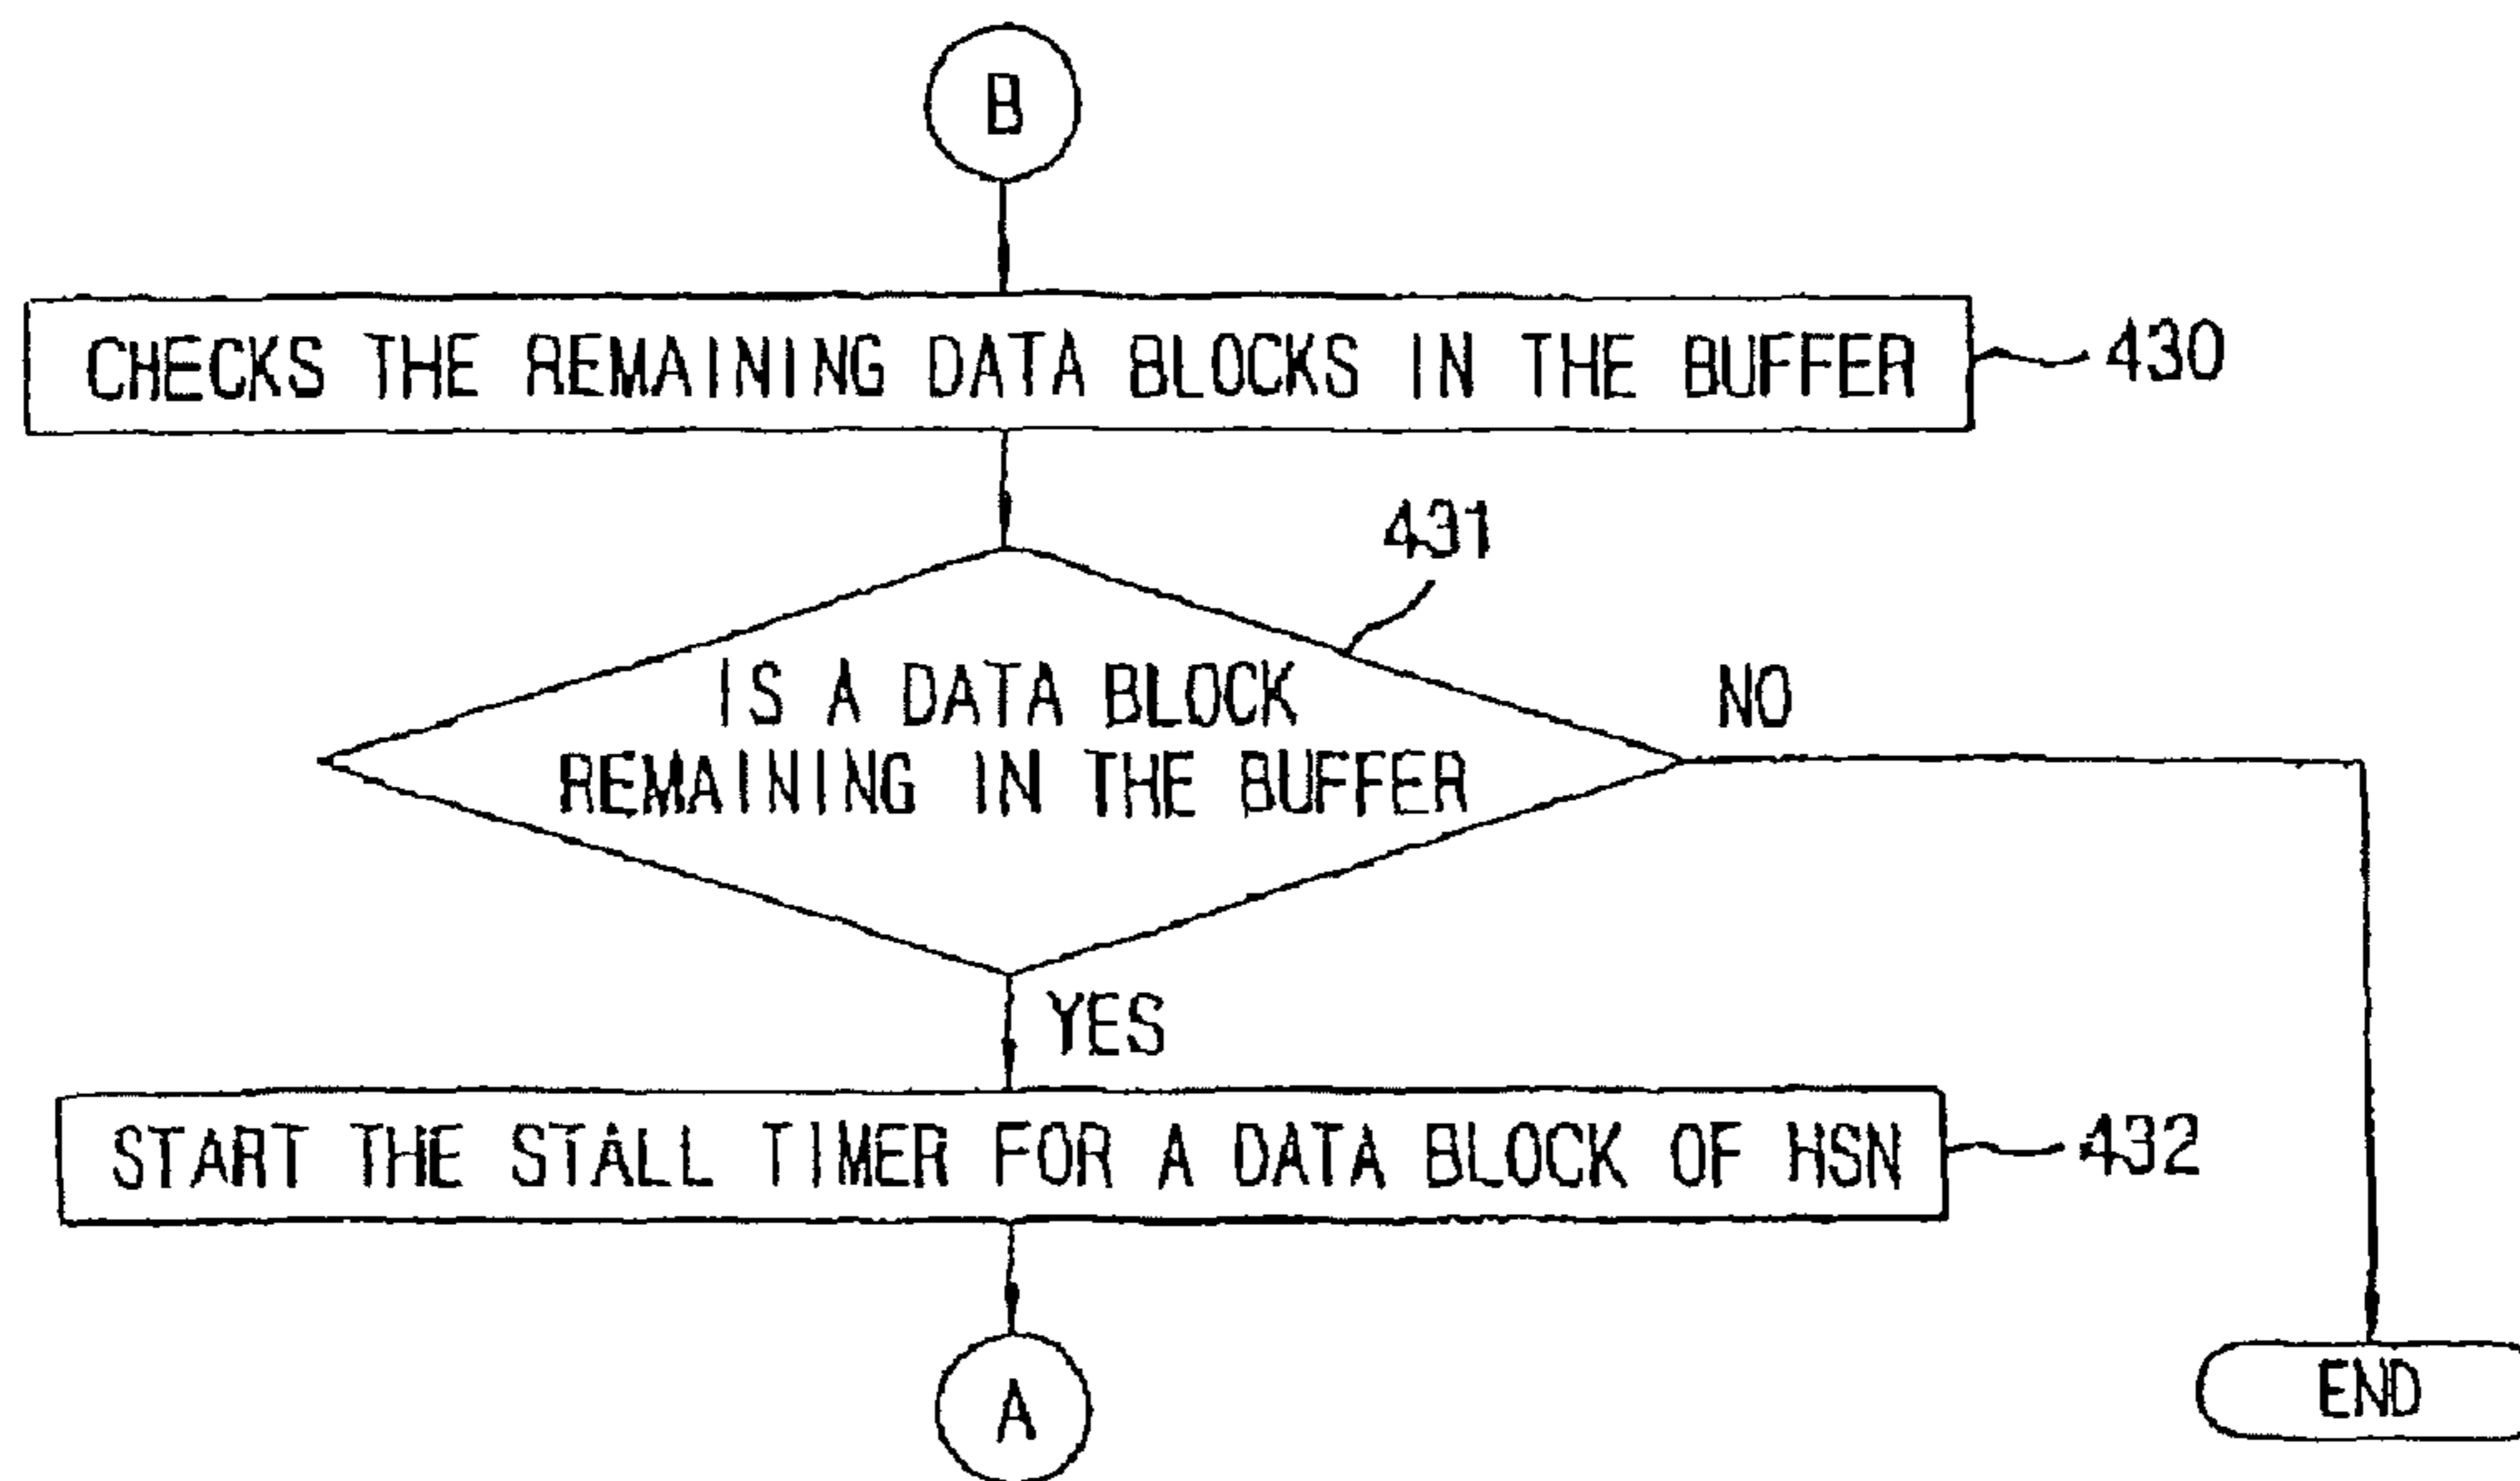 B
CHECKS THE REMAINING DATA BLOCKS IN THE BUFFER
430
431
IS A DATA BLOCK
REMAINING IN THE BUFFER
NO
YES
START THE STALL TIMER FOR A DATA BLOCK OF HSN
432
A
END